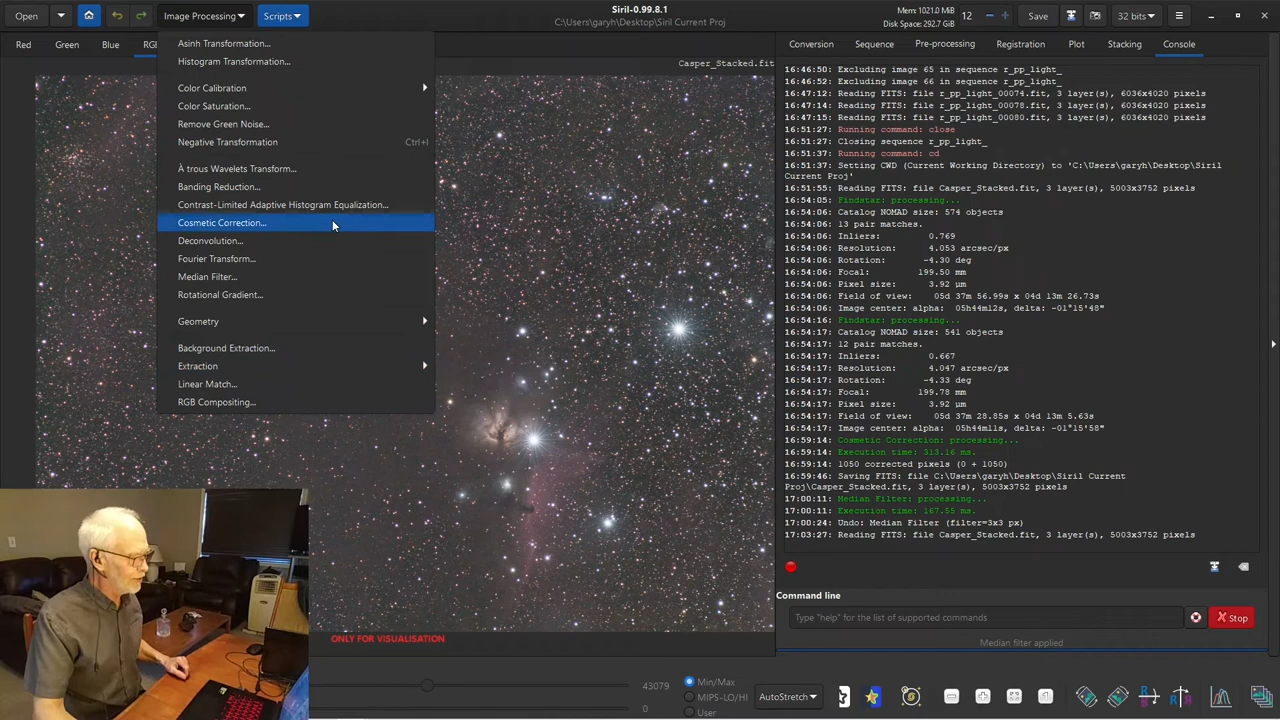 Open
Image Processing
Scripts
Siril-0.99.8.1
C:\Users\garyh\Desktop\Siril Current Proj
Mem: 1021.0 MiB
Disk Space: 292.7 GiB
12
Save
32 bits
Red
Green
Blue
Casper_Stacked.fit
Asinh Transformation...
Histogram Transformation...
Color Calibration
Color Saturation...
Remove Green Noise...
Negative Transformation Ctrl+I
À trous Wavelets Transform...
Banding Reduction...
Contrast-Limited Adaptive Histogram Equalization...
Cosmetic Correction...
Deconvolution...
Fourier Transform...
Median Filter...
Rotational Gradient...
Geometry
Background Extraction...
Extraction
Linear Match...
RGB Compositing...
Conversion
Sequence
Pre-processing
Registration
Plot
Stacking
Console
16:46:50: Excluding image 65 in sequence r_pp_light_
16:46:52: Excluding image 66 in sequence r_pp_light_
16:47:12: Reading FITS: file r_pp_light_00074.fit, 3 layer(s), 6036x4020 pixels
16:47:14: Reading FITS: file r_pp_light_00078.fit, 3 layer(s), 6036x4020 pixels
16:47:15: Reading FITS: file r_pp_light_00080.fit, 3 layer(s), 6036x4020 pixels
16:51:27: Running command: close
16:51:27: Closing sequence r_pp_light_
16:51:37: Running command: cd
16:51:37: Setting CWD (Current Working Directory) to 'C:\Users\garyh\Desktop\Siril
Current Proj'
16:51:55: Reading FITS: file Casper_Stacked.fit, 3 layer(s), 5003x3752 pixels
16:54:06: Findstar: processing...
16:54:06: Catalog NOMAD size: 574 objects
16:54:06: 13 pair matches.
16:54:06: Inliers: 0.769
16:54:06: Resolution: 4.053 arcsec/px
16:54:06: Rotation: -4.30 deg
16:54:06: Focal: 199.50 mm
16:54:06: Pixel size: 3.92 µm
16:54:06: Field of view: 05d 37m 56.99s x 04d 13m 26.73s
16:54:06: Image center: alpha: 05h44m12s, delta: -01°15'48"
16:54:16: Findstar: processing...
16:54:17: Catalog NOMAD size: 541 objects
16:54:17: 12 pair matches.
16:54:17: Inliers: 0.667
16:54:17: Resolution: 4.047 arcsec/px
16:54:17: Rotation: -4.33 deg
16:54:17: Focal: 199.78 mm
16:54:17: Pixel size: 3.92 µm
16:54:17: Field of view: 05d 37m 28.85s x 04d 13m 5.63s
16:54:17: Image center: alpha: 05h44m11s, delta: -01°15'58"
16:59:14: Cosmetic Correction: processing...
16:59:14: Execution time: 313.16 ms.
16:59:14: 1050 corrected pixels (0 + 1050)
16:59:46: Saving FITS: file C:\Users\garyh\Desktop\Siril Current
Proj\Casper_Stacked.fit, 3 layer(s), 5003x3752 pixels
17:00:11: Median Filter: processing...
17:00:11: Execution time: 167.55 ms.
17:00:24: Undo: Median Filter (filter=3x3 px)
17:03:27: Reading FITS: file Casper_Stacked.fit, 3 layer(s), 5003x3752 pixels
Command line
Type "help" for the list of supported commands
Stop
Median filter applied
ONLY FOR VISUALISATION
43079
0
Min/Max
MIPS-LO/HI
User
AutoStretch